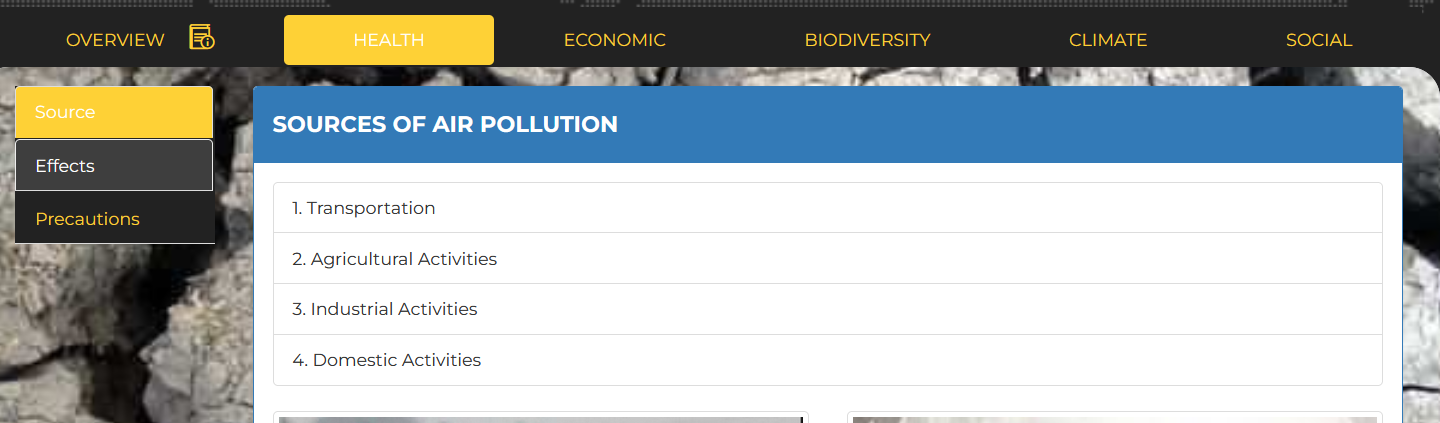 OVERVIEW HEALTH ECONOMIC BIODIVERSITY CLIMATE SOCIAL
Source
Effects
Precautions
SOURCES OF AIR POLLUTION
1. Transportation
2. Agricultural Activities
3. Industrial Activities
4. Domestic Activities